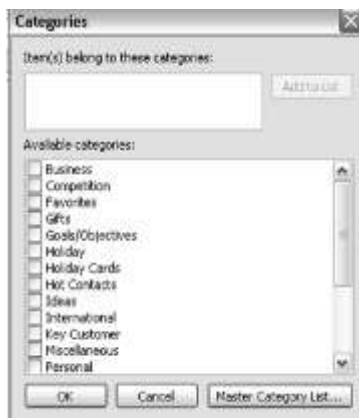 Categories
Item(s) belong to these categories:
Add to List
Available categories:
Business
Competition
Favorites
Gifts
Goals/Objectives
Holiday
Holiday Cards
Hot Contacts
Ideas
International
Key Customer
Miscellaneous
Personal
OK
Cancel
Master Category List...